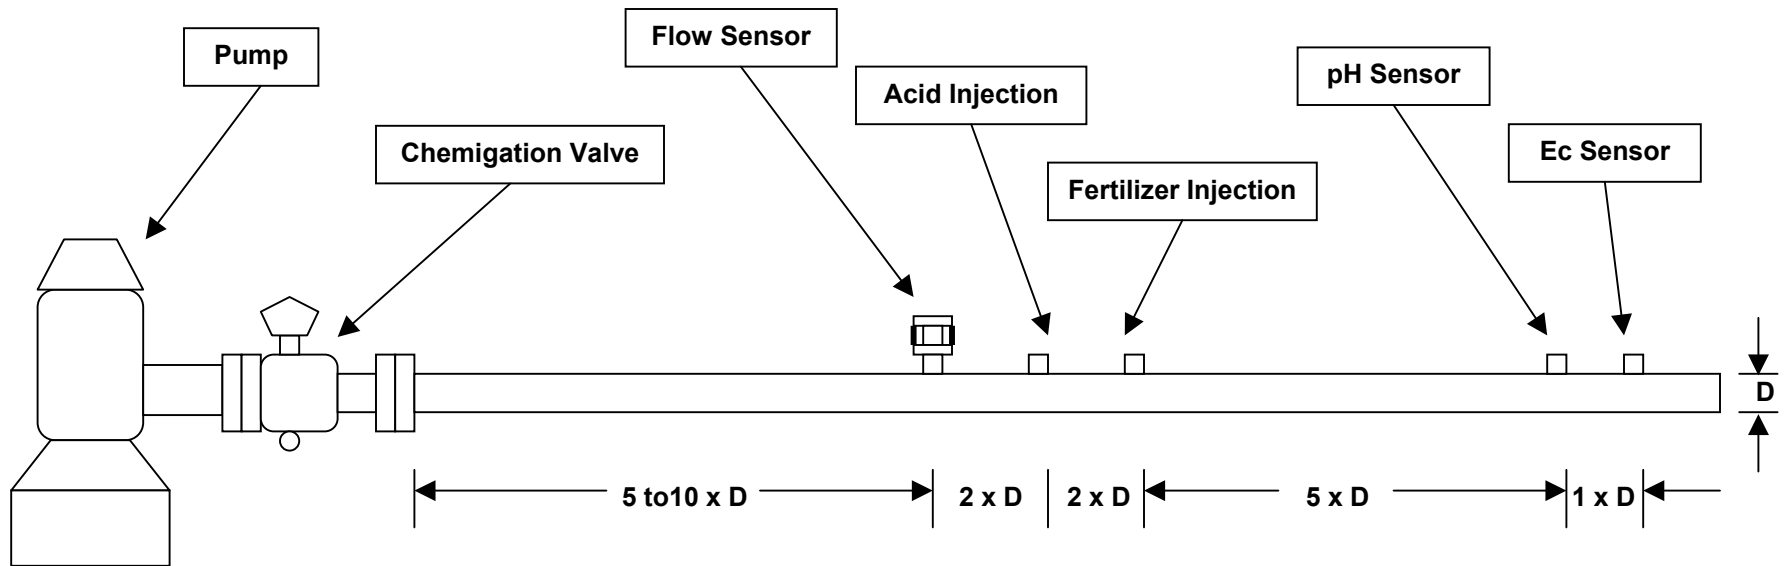 Pump
Flow Sensor
Chemigation Valve
Acid Injection
Fertilizer Injection
pH Sensor
Ec Sensor
D
5 to10 x D
2 x D
2 x D
5 x D
1 x D